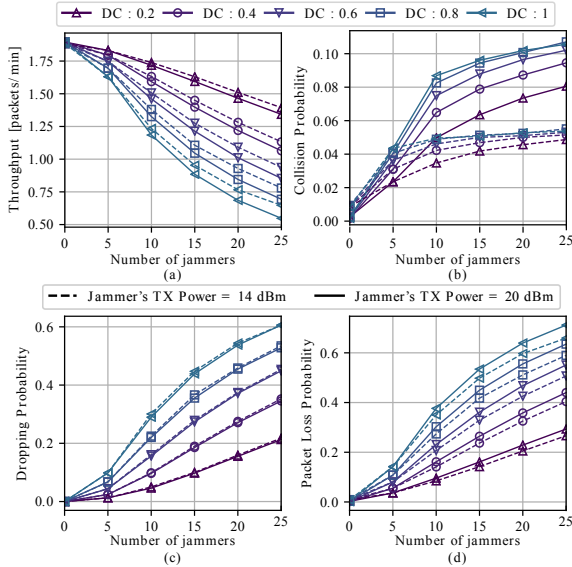 DC : 0.2 DC : 0.4 DC : 0.6 DC : 0.8 DC : 1
Throughput [packets/min]
1.75
1.50
1.25
1.00
0.75
0.50
0 5 10 15 20 25
Number of jammers
(a)
Collision Probability
0.10
0.08
0.06
0.04
0.02
0.00
0 5 10 15 20 25
Number of jammers
(b)
Jammer's TX Power = 14 dBm Jammer's TX Power = 20 dBm
Dropping Probability
0.6
0.4
0.2
0.0
0 5 10 15 20 25
Number of jammers
(c)
Packet Loss Probability
0.6
0.4
0.2
0.0
0 5 10 15 20 25
Number of jammers
(d)